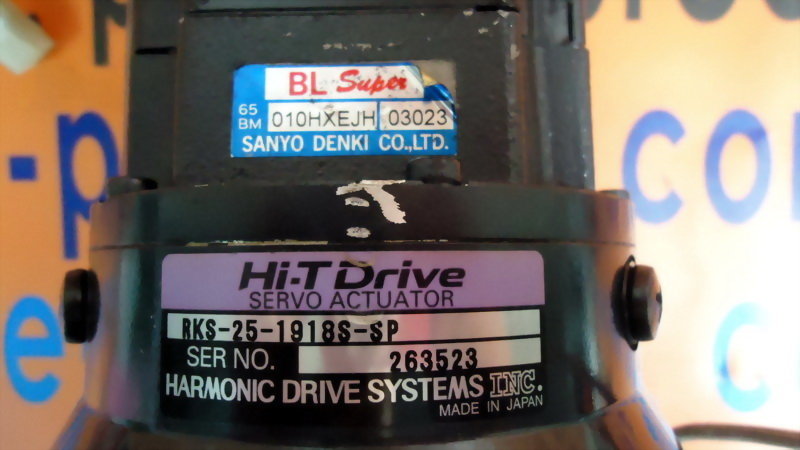 BL Super
65 BM 010HXEJH 03023
SANYO DENKI CO.,LTD.
Hi-T Drive
SERVO ACTUATOR
RKS-25-1918S-SP
SER NO. 263523
HARMONIC DRIVE SYSTEMS INC.
MADE IN JAPAN